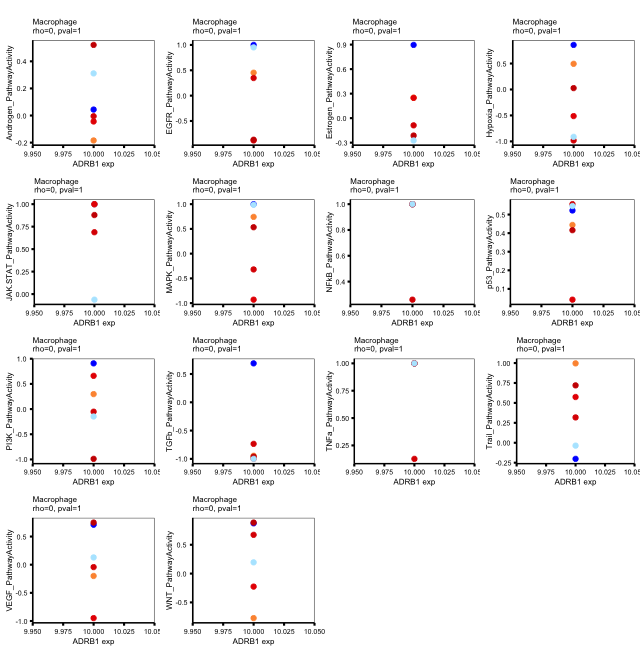 Macrophage
rho=0, pval=1
Androgen_PathwayActivity
0.4
0.2
0.0
-0.2
9.950 9.975 10.000 10.025 10.05
ADRB1 exp
Macrophage
rho=0, pval=1
EGFR_PathwayActivity
1.0
0.5
0.0
-0.5
9.950 9.975 10.000 10.025 10.05
ADRB1 exp
Macrophage
rho=0, pval=1
Estrogen_PathwayActivity
0.9
0.6
0.3
0.0
-0.3
9.950 9.975 10.000 10.025 10.05
ADRB1 exp
Macrophage
rho=0, pval=1
Hypoxia_PathwayActivity
0.5
0.0
-0.5
-1.0
9.950 9.975 10.000 10.025 10.05
ADRB1 exp
Macrophage
rho=0, pval=1
JAK.STAT_PathwayActivity
1.00
0.75
0.50
0.25
0.00
9.950 9.975 10.000 10.025 10.05
ADRB1 exp
Macrophage
rho=0, pval=1
MAPK_PathwayActivity
1.0
0.5
0.0
-0.5
-1.0
9.950 9.975 10.000 10.025 10.05
ADRB1 exp
Macrophage
rho=0, pval=1
NFkB_PathwayActivity
1.0
0.8
0.6
0.4
9.950 9.975 10.000 10.025 10.05
ADRB1 exp
Macrophage
rho=0, pval=1
p53_PathwayActivity
0.5
0.4
0.3
0.2
0.1
9.950 9.975 10.000 10.025 10.05
ADRB1 exp
Macrophage
rho=0, pval=1
PI3K_PathwayActivity
1.0
0.5
0.0
-0.5
-1.0
9.950 9.975 10.000 10.025 10.05
ADRB1 exp
Macrophage
rho=0, pval=1
TGFb_PathwayActivity
0.5
0.0
-0.5
-1.0
9.950 9.975 10.000 10.025 10.05
ADRB1 exp
Macrophage
rho=0, pval=1
TNFa_PathwayActivity
1.00
0.75
0.50
0.25
9.950 9.975 10.000 10.025 10.05
ADRB1 exp
Macrophage
rho=0, pval=1
Trail_PathwayActivity
1.00
0.75
0.50
0.25
0.00
-0.25
9.950 9.975 10.000 10.025 10.05
ADRB1 exp
Macrophage
rho=0, pval=1
VEGF_PathwayActivity
0.5
0.0
-0.5
-1.0
9.950 9.975 10.000 10.025 10.05
ADRB1 exp
Macrophage
rho=0, pval=1
WNT_PathwayActivity
0.5
0.0
-0.5
9.950 9.975 10.000 10.025 10.050
ADRB1 exp